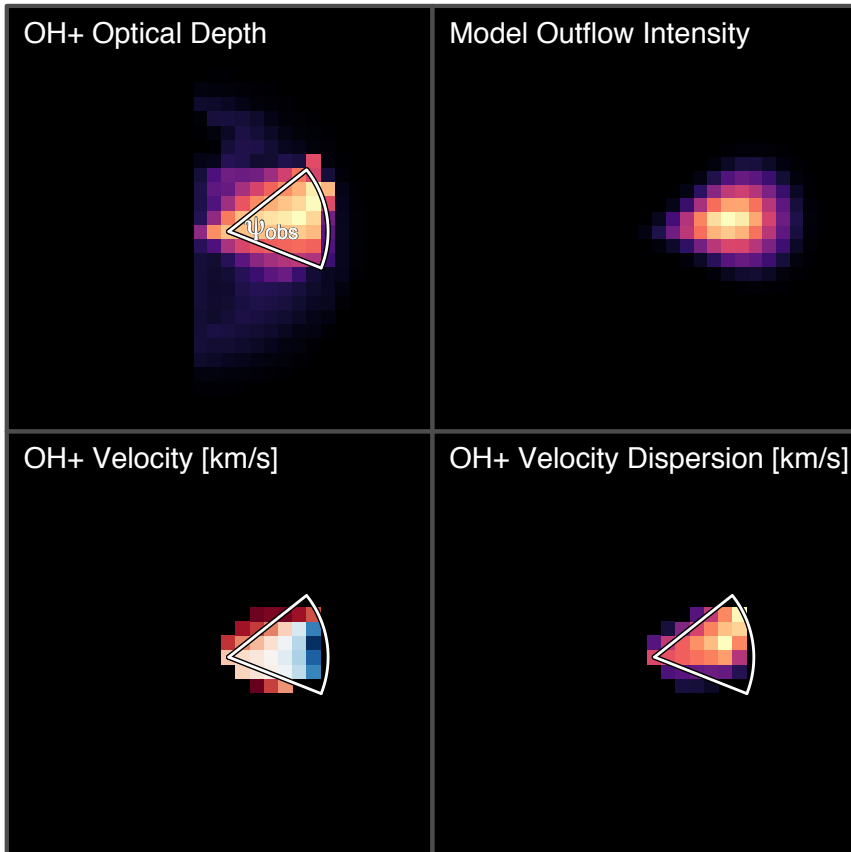 OH+ Optical Depth
Model Outflow Intensity
ψobs
OH+ Velocity [km/s]
OH+ Velocity Dispersion [km/s]